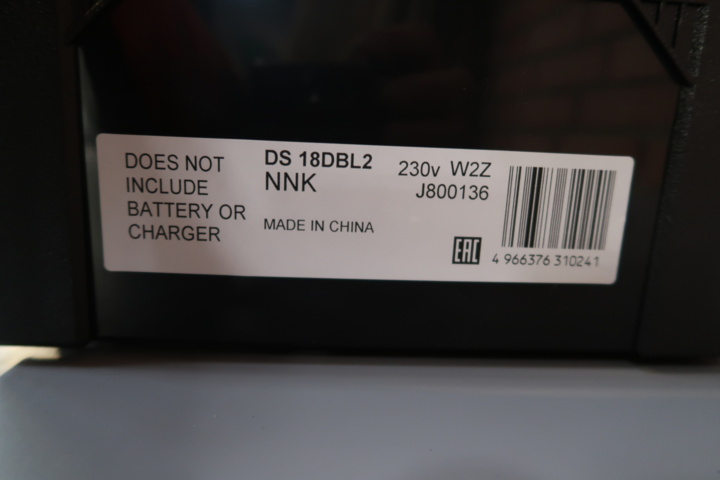 DOES NOT
INCLUDE
BATTERY OR
CHARGER
DS 18DBL2
NNK
MADE IN CHINA
230v W2Z
J800136
EAC
4 966376 310241